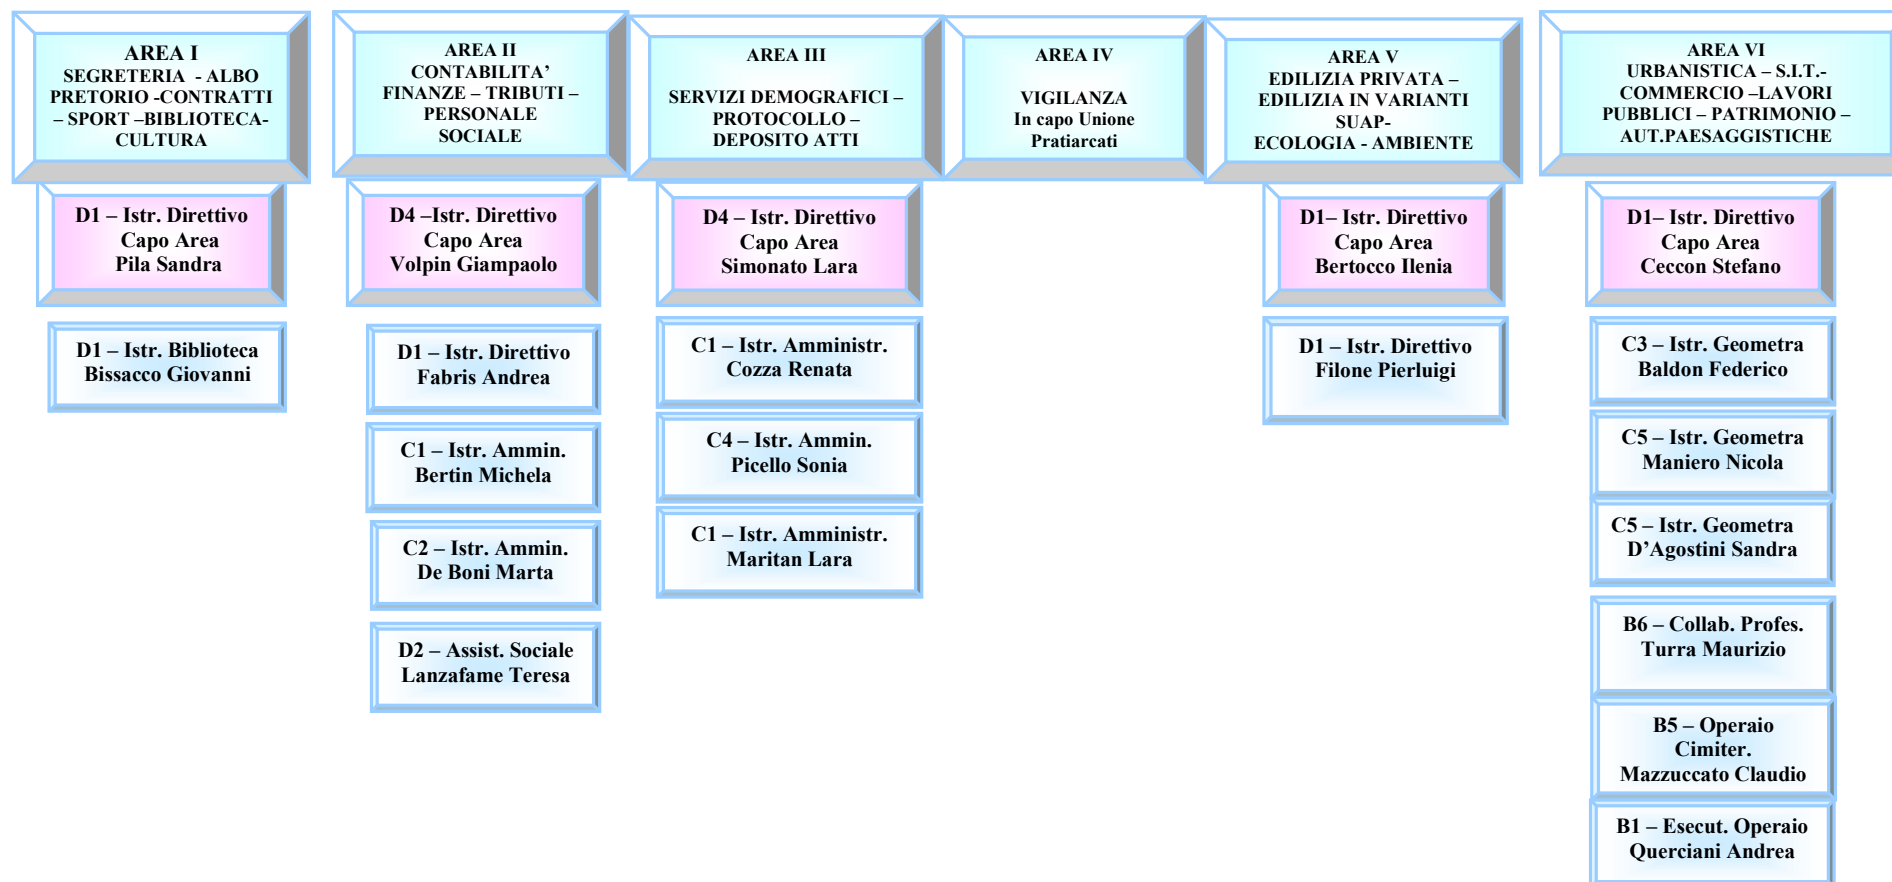 AREA I
SEGRETERIA - ALBO
PRETORIO -CONTRATTI
– SPORT –BIBLIOTECA-
CULTURA
D1 – Istr. Direttivo
Capo Area
Pila Sandra
D1 – Istr. Biblioteca
Bissacco Giovanni
AREA II
CONTABILITA’
FINANZE – TRIBUTI –
PERSONALE
SOCIALE
D4 –Istr. Direttivo
Capo Area
Volpin Giampaolo
D1 – Istr. Direttivo
Fabris Andrea
C1 – Istr. Ammin.
Bertin Michela
C2 – Istr. Ammin.
De Boni Marta
D2 – Assist. Sociale
Lanzafame Teresa
AREA III
SERVIZI DEMOGRAFICI –
PROTOCOLLO –
DEPOSITO ATTI
D4 – Istr. Direttivo
Capo Area
Simonato Lara
C1 – Istr. Amministr.
Cozza Renata
C4 – Istr. Ammin.
Picello Sonia
C1 – Istr. Amministr.
Maritan Lara
AREA IV
VIGILANZA
In capo Unione
Pratiarcati
AREA V
EDILIZIA PRIVATA –
EDILIZIA IN VARIANTI
SUAP-
ECOLOGIA - AMBIENTE
D1– Istr. Direttivo
Capo Area
Bertocco Ilenia
D1 – Istr. Direttivo
Filone Pierluigi
AREA VI
URBANISTICA – S.I.T.-
COMMERCIO –LAVORI
PUBBLICI – PATRIMONIO –
AUT.PAESAGGISTICHE
D1– Istr. Direttivo
Capo Area
Ceccon Stefano
C3 – Istr. Geometra
Baldon Federico
C5 – Istr. Geometra
Maniero Nicola
C5 – Istr. Geometra
D’Agostini Sandra
B6 – Collab. Profes.
Turra Maurizio
B5 – Operaio
Cimiter.
Mazzuccato Claudio
B1 – Esecut. Operaio
Querciani Andrea